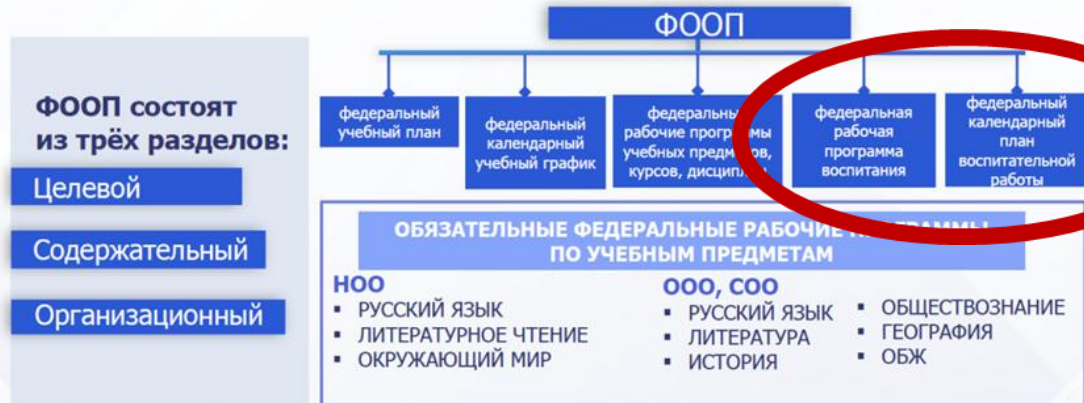 ФООП
ФООП состоят
из трёх разделов:
Целевой
Содержательный
Организационный
федеральный
учебный план
федеральный
календарный
учебный график
рабочие программы
учебных
курсов,
федеральная
рабочая
программа
воспитания
федеральный
календарный
план
воспитательной
работы
ОБЯЗАТЕЛЬНЫЕ ФЕДЕРАЛЬНЫЕ РАБОЧИЕ
ПО УЧЕБНЫМ ПРЕДМЕТАМ
НОО
▪ РУССКИЙ ЯЗЫК
▪ ЛИТЕРАТУРНОЕ ЧТЕНИЕ
▪ ОКРУЖАЮЩИЙ МИР
ООО, СОО
▪ РУССКИЙ ЯЗЫК
▪ ЛИТЕРАТУРА
▪ ИСТОРИЯ
▪ ОБЩЕСТВОЗНАНИЕ
▪ ГЕОГРАФИЯ
▪ ОБЖ